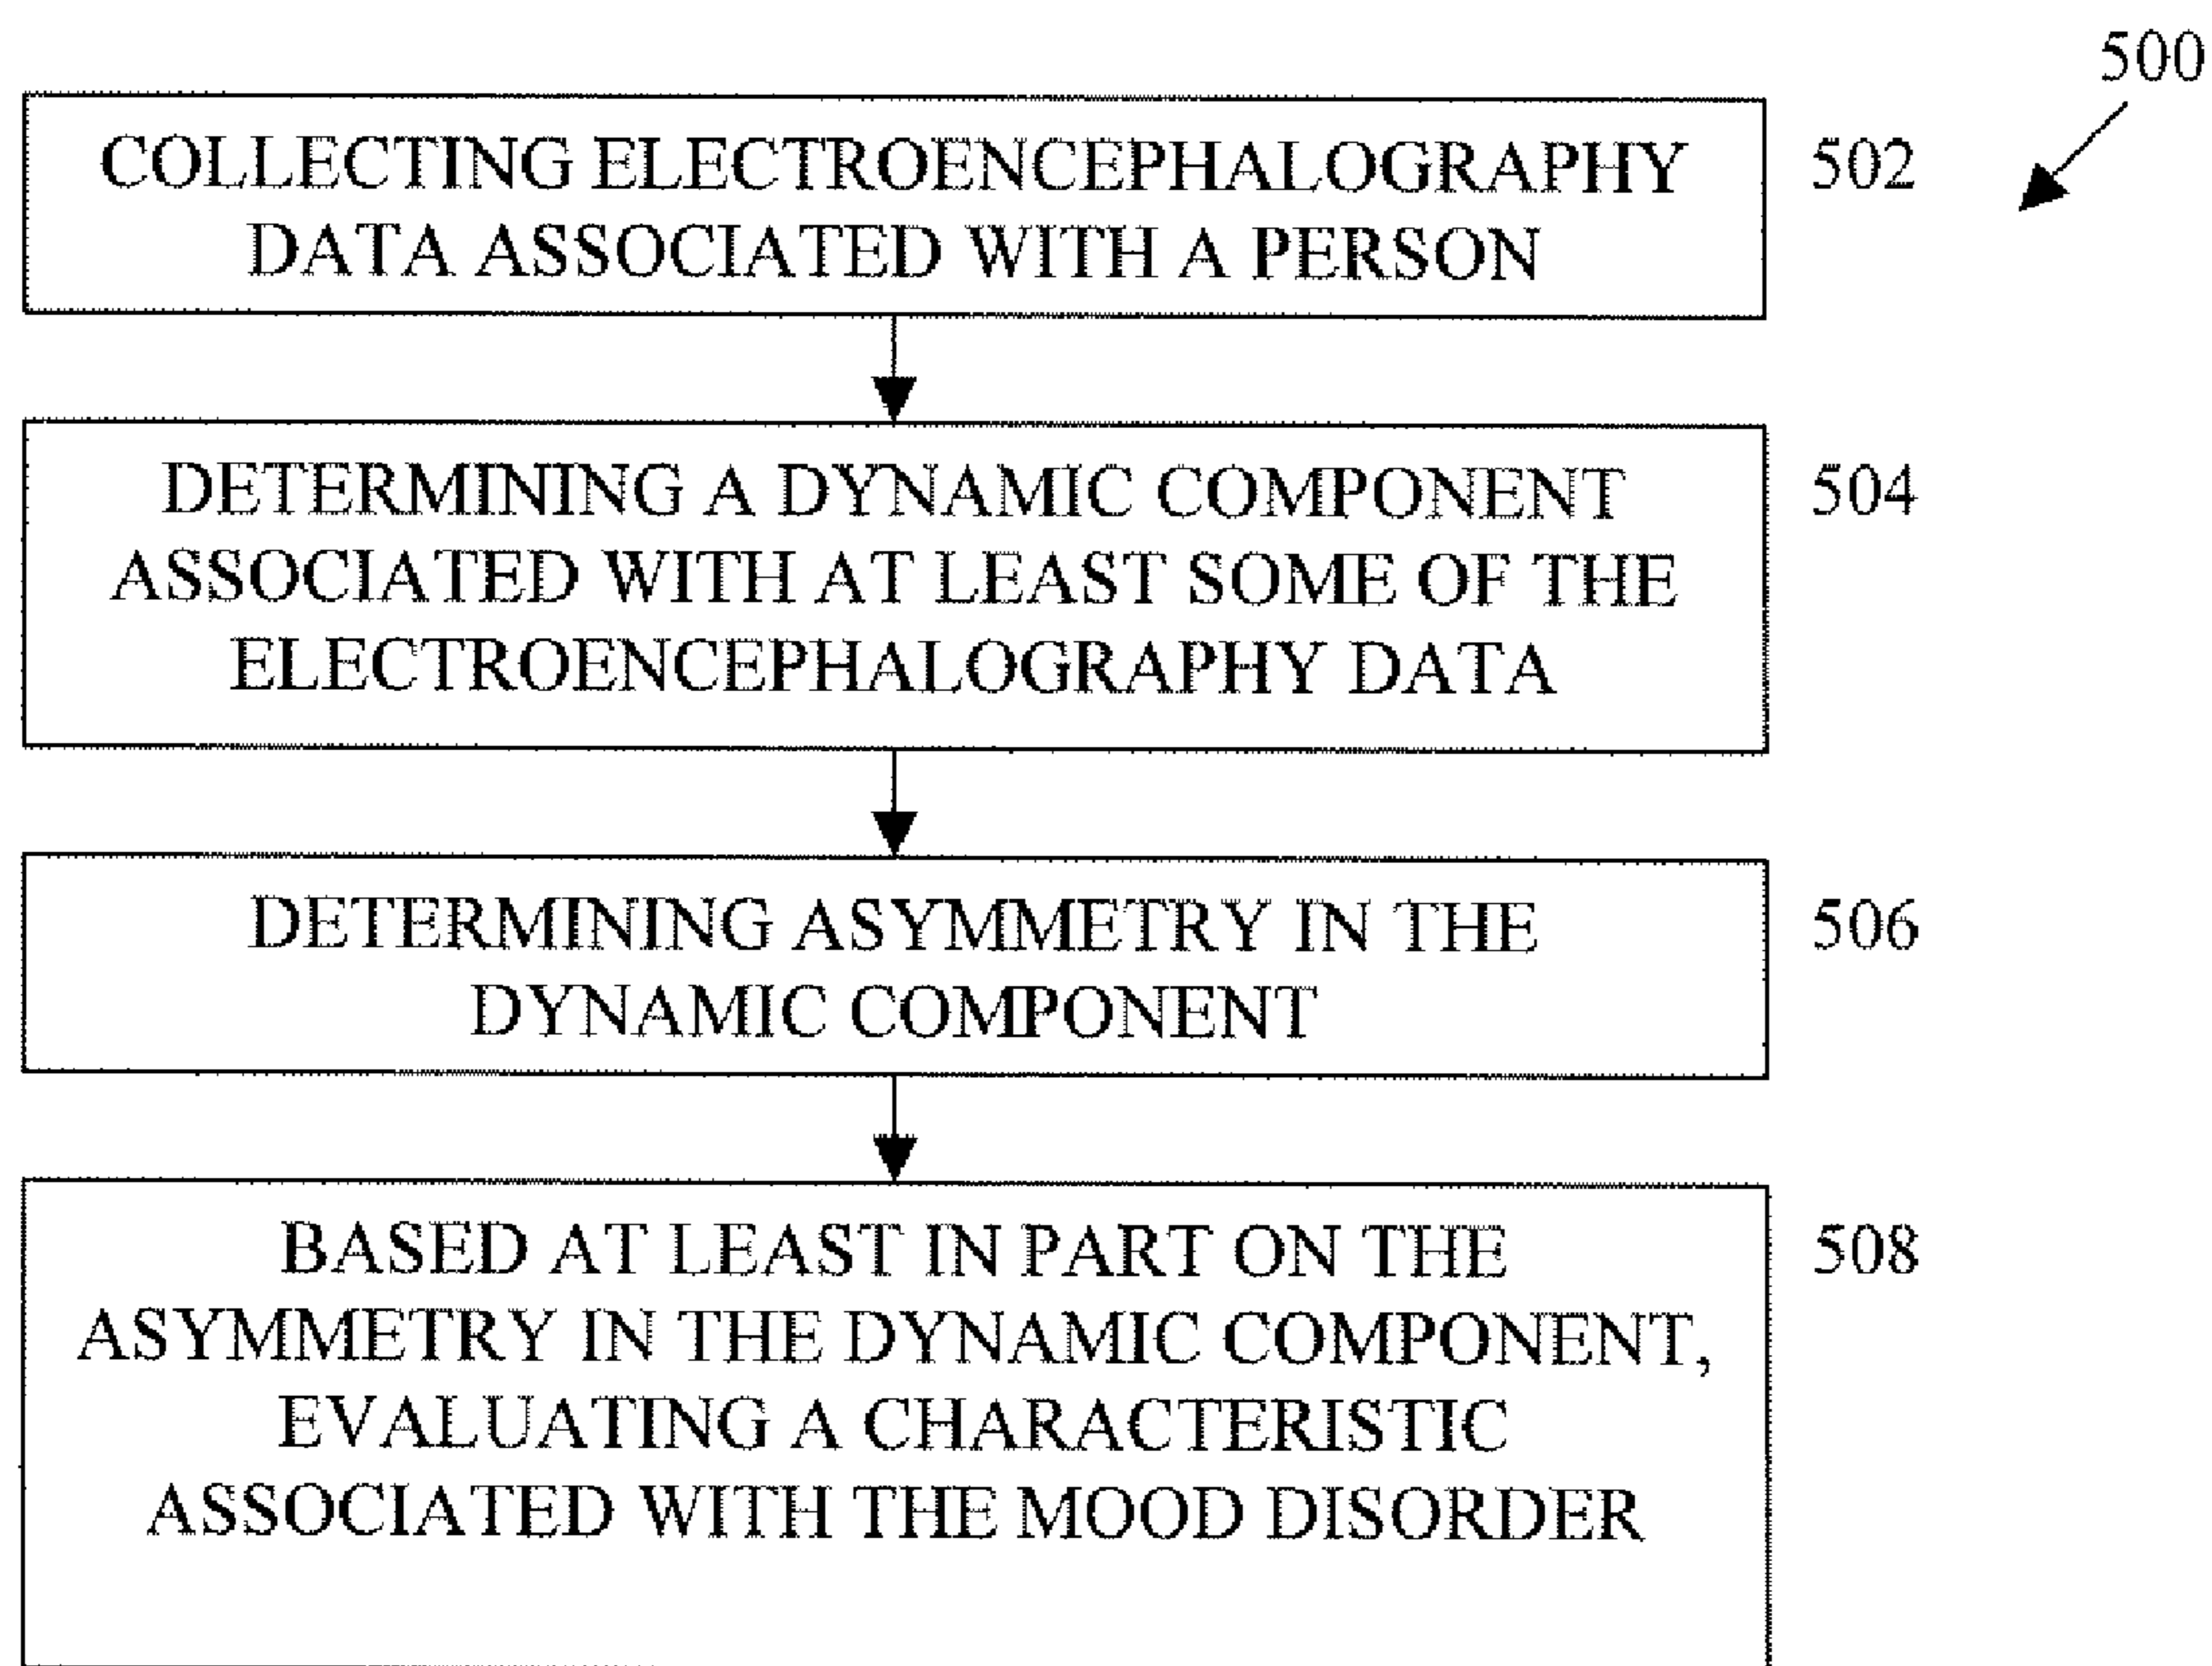 500
COLLECTING ELECTROENCEPHALOGRAPHY
DATA ASSOCIATED WITH A PERSON
502
DETERMINING A DYNAMIC COMPONENT
ASSOCIATED WITH AT LEAST SOME OF THE
ELECTROENCEPHALOGRAPHY DATA
504
DETERMINING ASYMMETRY IN THE
DYNAMIC COMPONENT
506
BASED AT LEAST IN PART ON THE
ASYMMETRY IN THE DYNAMIC COMPONENT,
EVALUATING A CHARACTERISTIC
ASSOCIATED WITH THE MOOD DISORDER
508